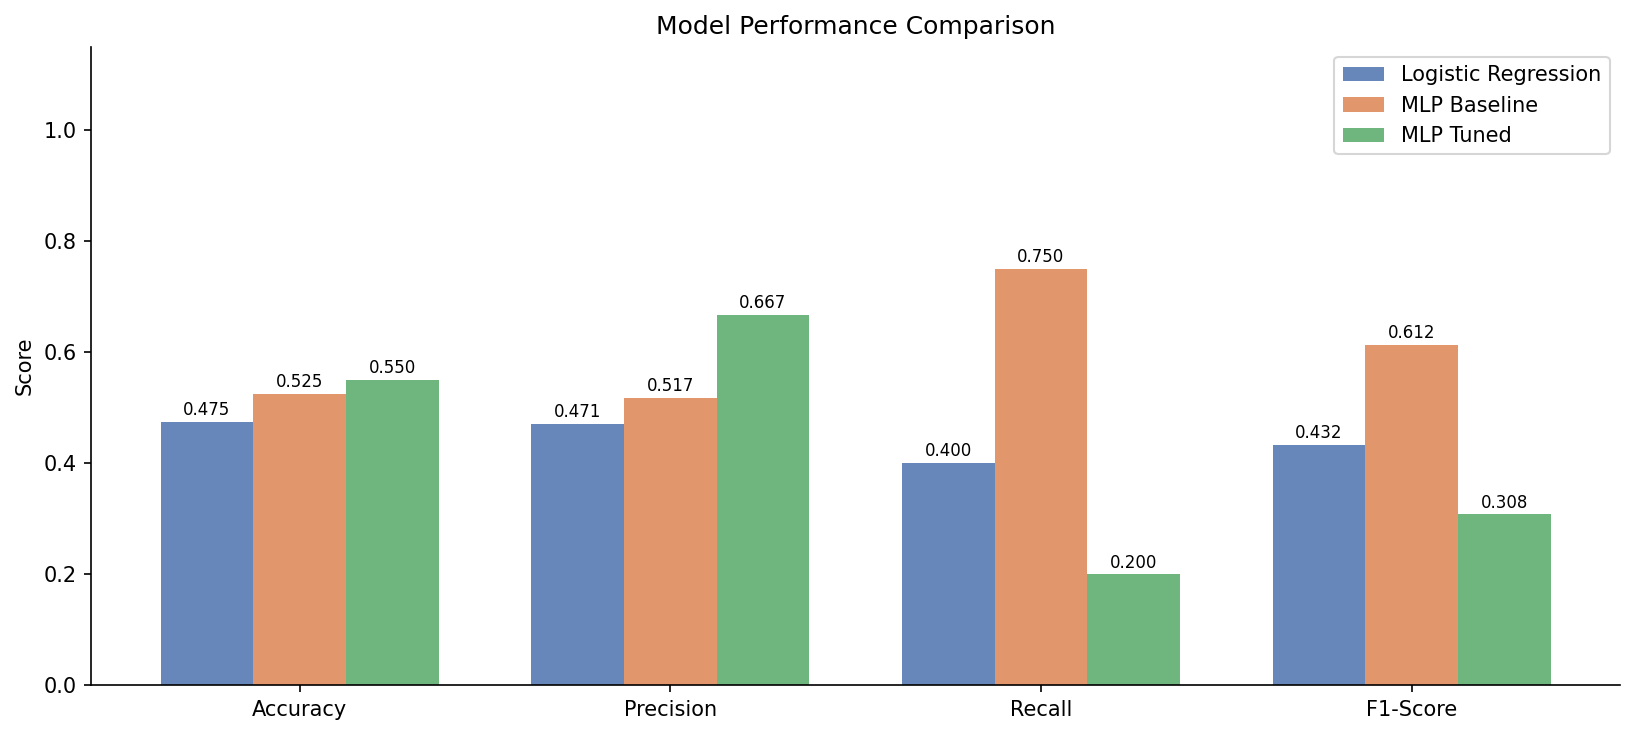 Model Performance Comparison
Logistic Regression
MLP Baseline
MLP Tuned
Score
1.0
0.8
0.6
0.4
0.2
0.0
0.475
0.525
0.550
0.471
0.517
0.667
0.400
0.750
0.200
0.432
0.612
0.308
Accuracy
Precision
Recall
F1-Score